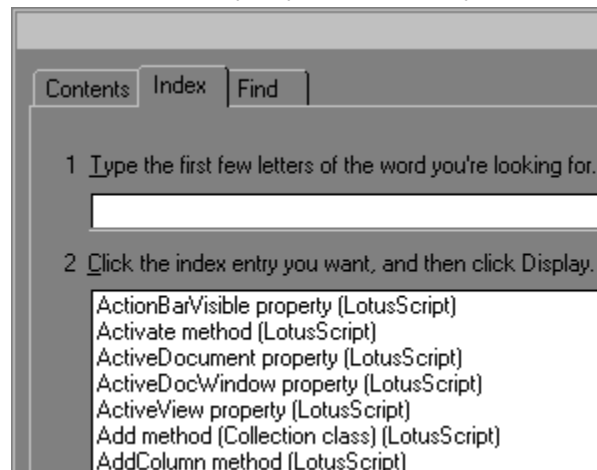 Contents Index Find
1 Type the first few letters of the word you're looking for.
2 Click the index entry you want, and then click Display.
ActionBarVisible property (LotusScript)
Activate method (LotusScript)
ActiveDocument property (LotusScript)
ActiveDocWindow property (LotusScript)
ActiveView property (LotusScript)
Add method (Collection class) (LotusScript)
AddColumn method (LotusScript)